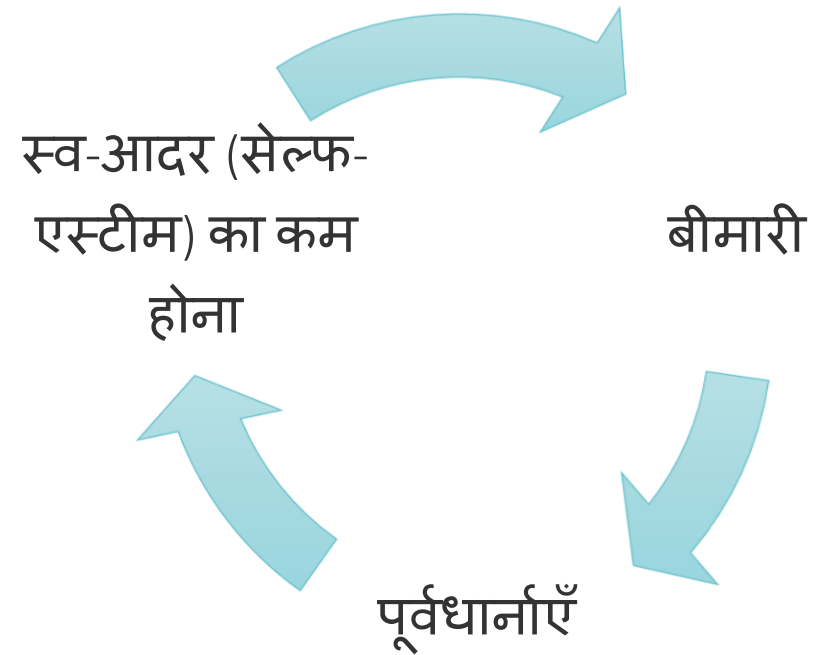 स्व-आदर (सेल्फ-
एस्टीम) का कम
होना
बीमारी
पूर्वधार्नाएँ